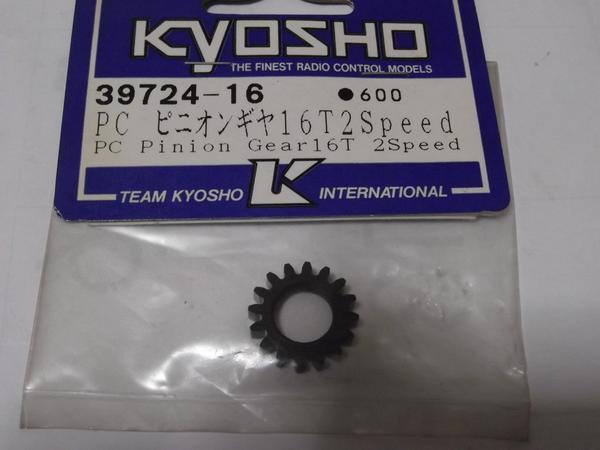 KYOSHO
THE FINEST RADIO CONTROL MODELS
39724-16 ●600
PC ピニオンギヤ16T2Speed
PC Pinion Gear16T 2Speed
TEAM KYOSHO K INTERNATIONAL